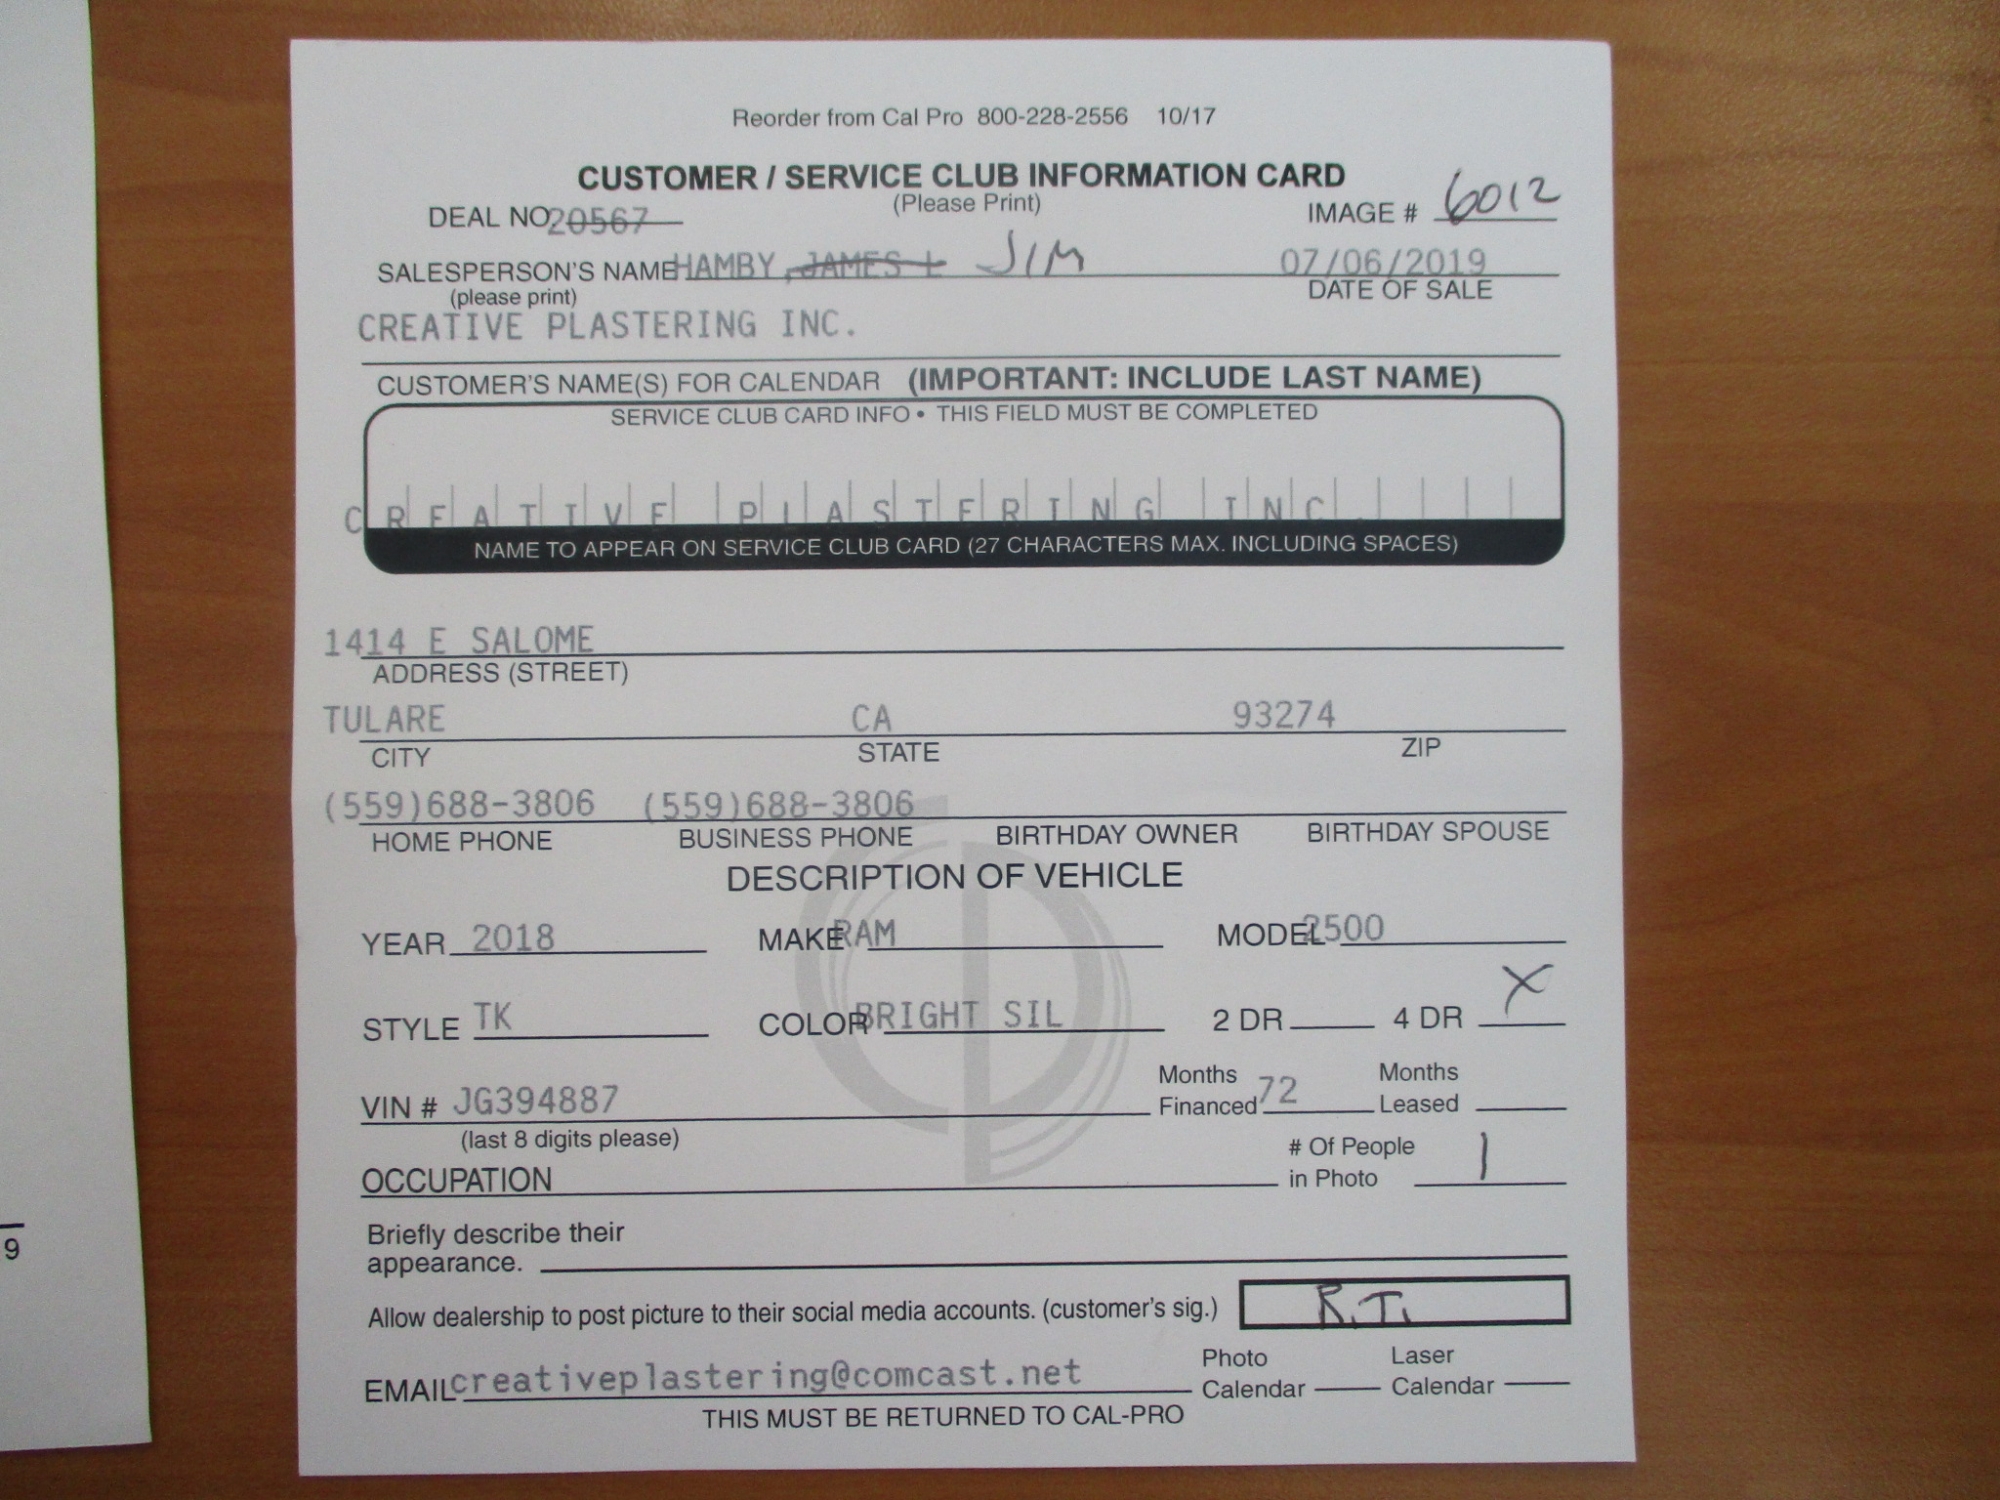 Reorder from Cal Pro 800-228-2556 10/17
CUSTOMER / SERVICE CLUB INFORMATION CARD
(Please Print)
DEAL NO 20567 IMAGE # 6012
SALESPERSON'S NAME HAMBY, JAMES L JIM 07/06/2019
(please print) DATE OF SALE
CREATIVE PLASTERING INC.
CUSTOMER'S NAME(S) FOR CALENDAR (IMPORTANT: INCLUDE LAST NAME)
SERVICE CLUB CARD INFO • THIS FIELD MUST BE COMPLETED
CREATIVE PLASTERING INC.
NAME TO APPEAR ON SERVICE CLUB CARD (27 CHARACTERS MAX. INCLUDING SPACES)
1414 E SALOME
ADDRESS (STREET)
TULARE CA 93274
CITY STATE ZIP
(559)688-3806 (559)688-3806
HOME PHONE BUSINESS PHONE BIRTHDAY OWNER BIRTHDAY SPOUSE
DESCRIPTION OF VEHICLE
YEAR 2018 MAKE RAM MODEL 2500
STYLE TK COLOR BRIGHT SIL 2 DR 4 DR X
VIN # JG394887 Months Financed 72 Months Leased
(last 8 digits please)
OCCUPATION # Of People in Photo 1
Briefly describe their
appearance.
Allow dealership to post picture to their social media accounts. (customer's sig.) R.T.
EMAIL creativeplastering@comcast.net Photo Calendar Laser Calendar
THIS MUST BE RETURNED TO CAL-PRO
9